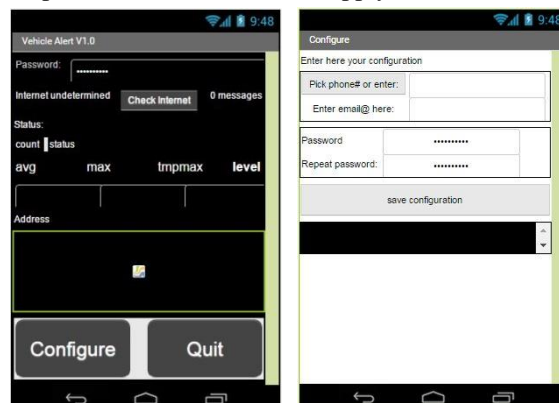 9:48
Vehicle Alert V1.0
Password: ••••••••••
Internet undetermined Check Internet 0 messages
Status:
count status
avg max tmpmax level
Address
Configure Quit
9:48
Configure
Enter here your configuration
Pick phone# or enter:
Enter email@ here:
Password ••••••••••
Repeat password: ••••••••••
save configuration